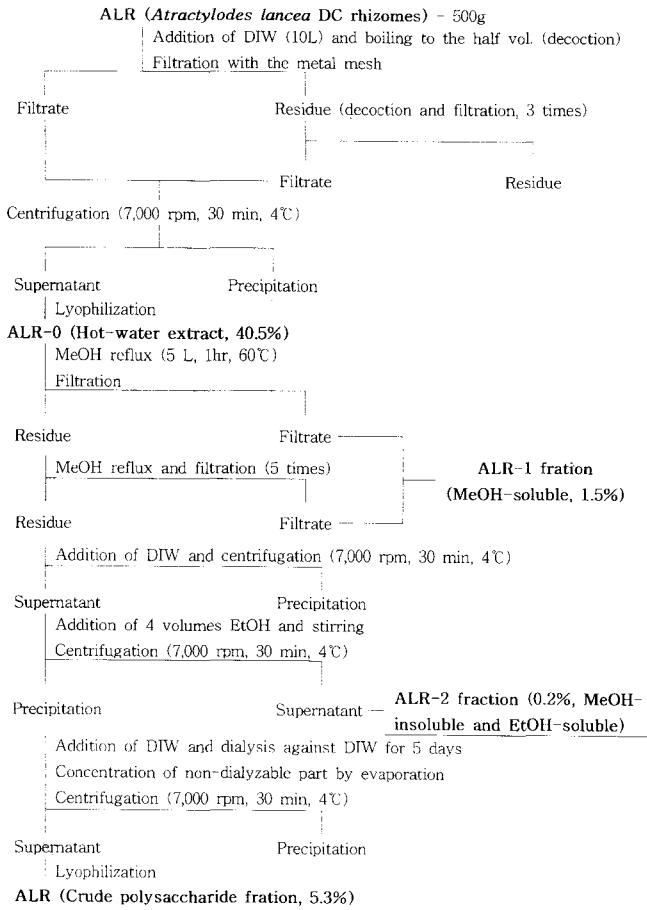 ALR (Atractylodes lancea DC rhizomes) - 500g
Addition of DIW (10L) and boiling to the half vol. (decoction)
Filtration with the metal mesh
Filtrate Residue (decoction and filtration, 3 times)
Filtrate Residue
Centrifugation (7,000 rpm, 30 min, 4℃)
Supernatant Precipitation
Lyophilization
ALR-0 (Hot-water extract, 40.5%)
MeOH reflux (5 L, 1hr, 60℃)
Filtration
Residue Filtrate
MeOH reflux and filtration (5 times)
ALR-1 fration
(MeOH-soluble, 1.5%)
Residue Filtrate
Addition of DIW and centrifugation (7,000 rpm, 30 min, 4℃)
Supernatant Precipitation
Addition of 4 volumes EtOH and stirring
Centrifugation (7,000 rpm, 30 min, 4℃)
Precipitation Supernatant
ALR-2 fraction (0.2%, MeOH-
insoluble and EtOH-soluble)
Addition of DIW and dialysis against DIW for 5 days
Concentration of non-dialyzable part by evaporation
Centrifugation (7,000 rpm, 30 min, 4℃)
Supernatant Precipitation
Lyophilization
ALR (Crude polysaccharide fration, 5.3%)